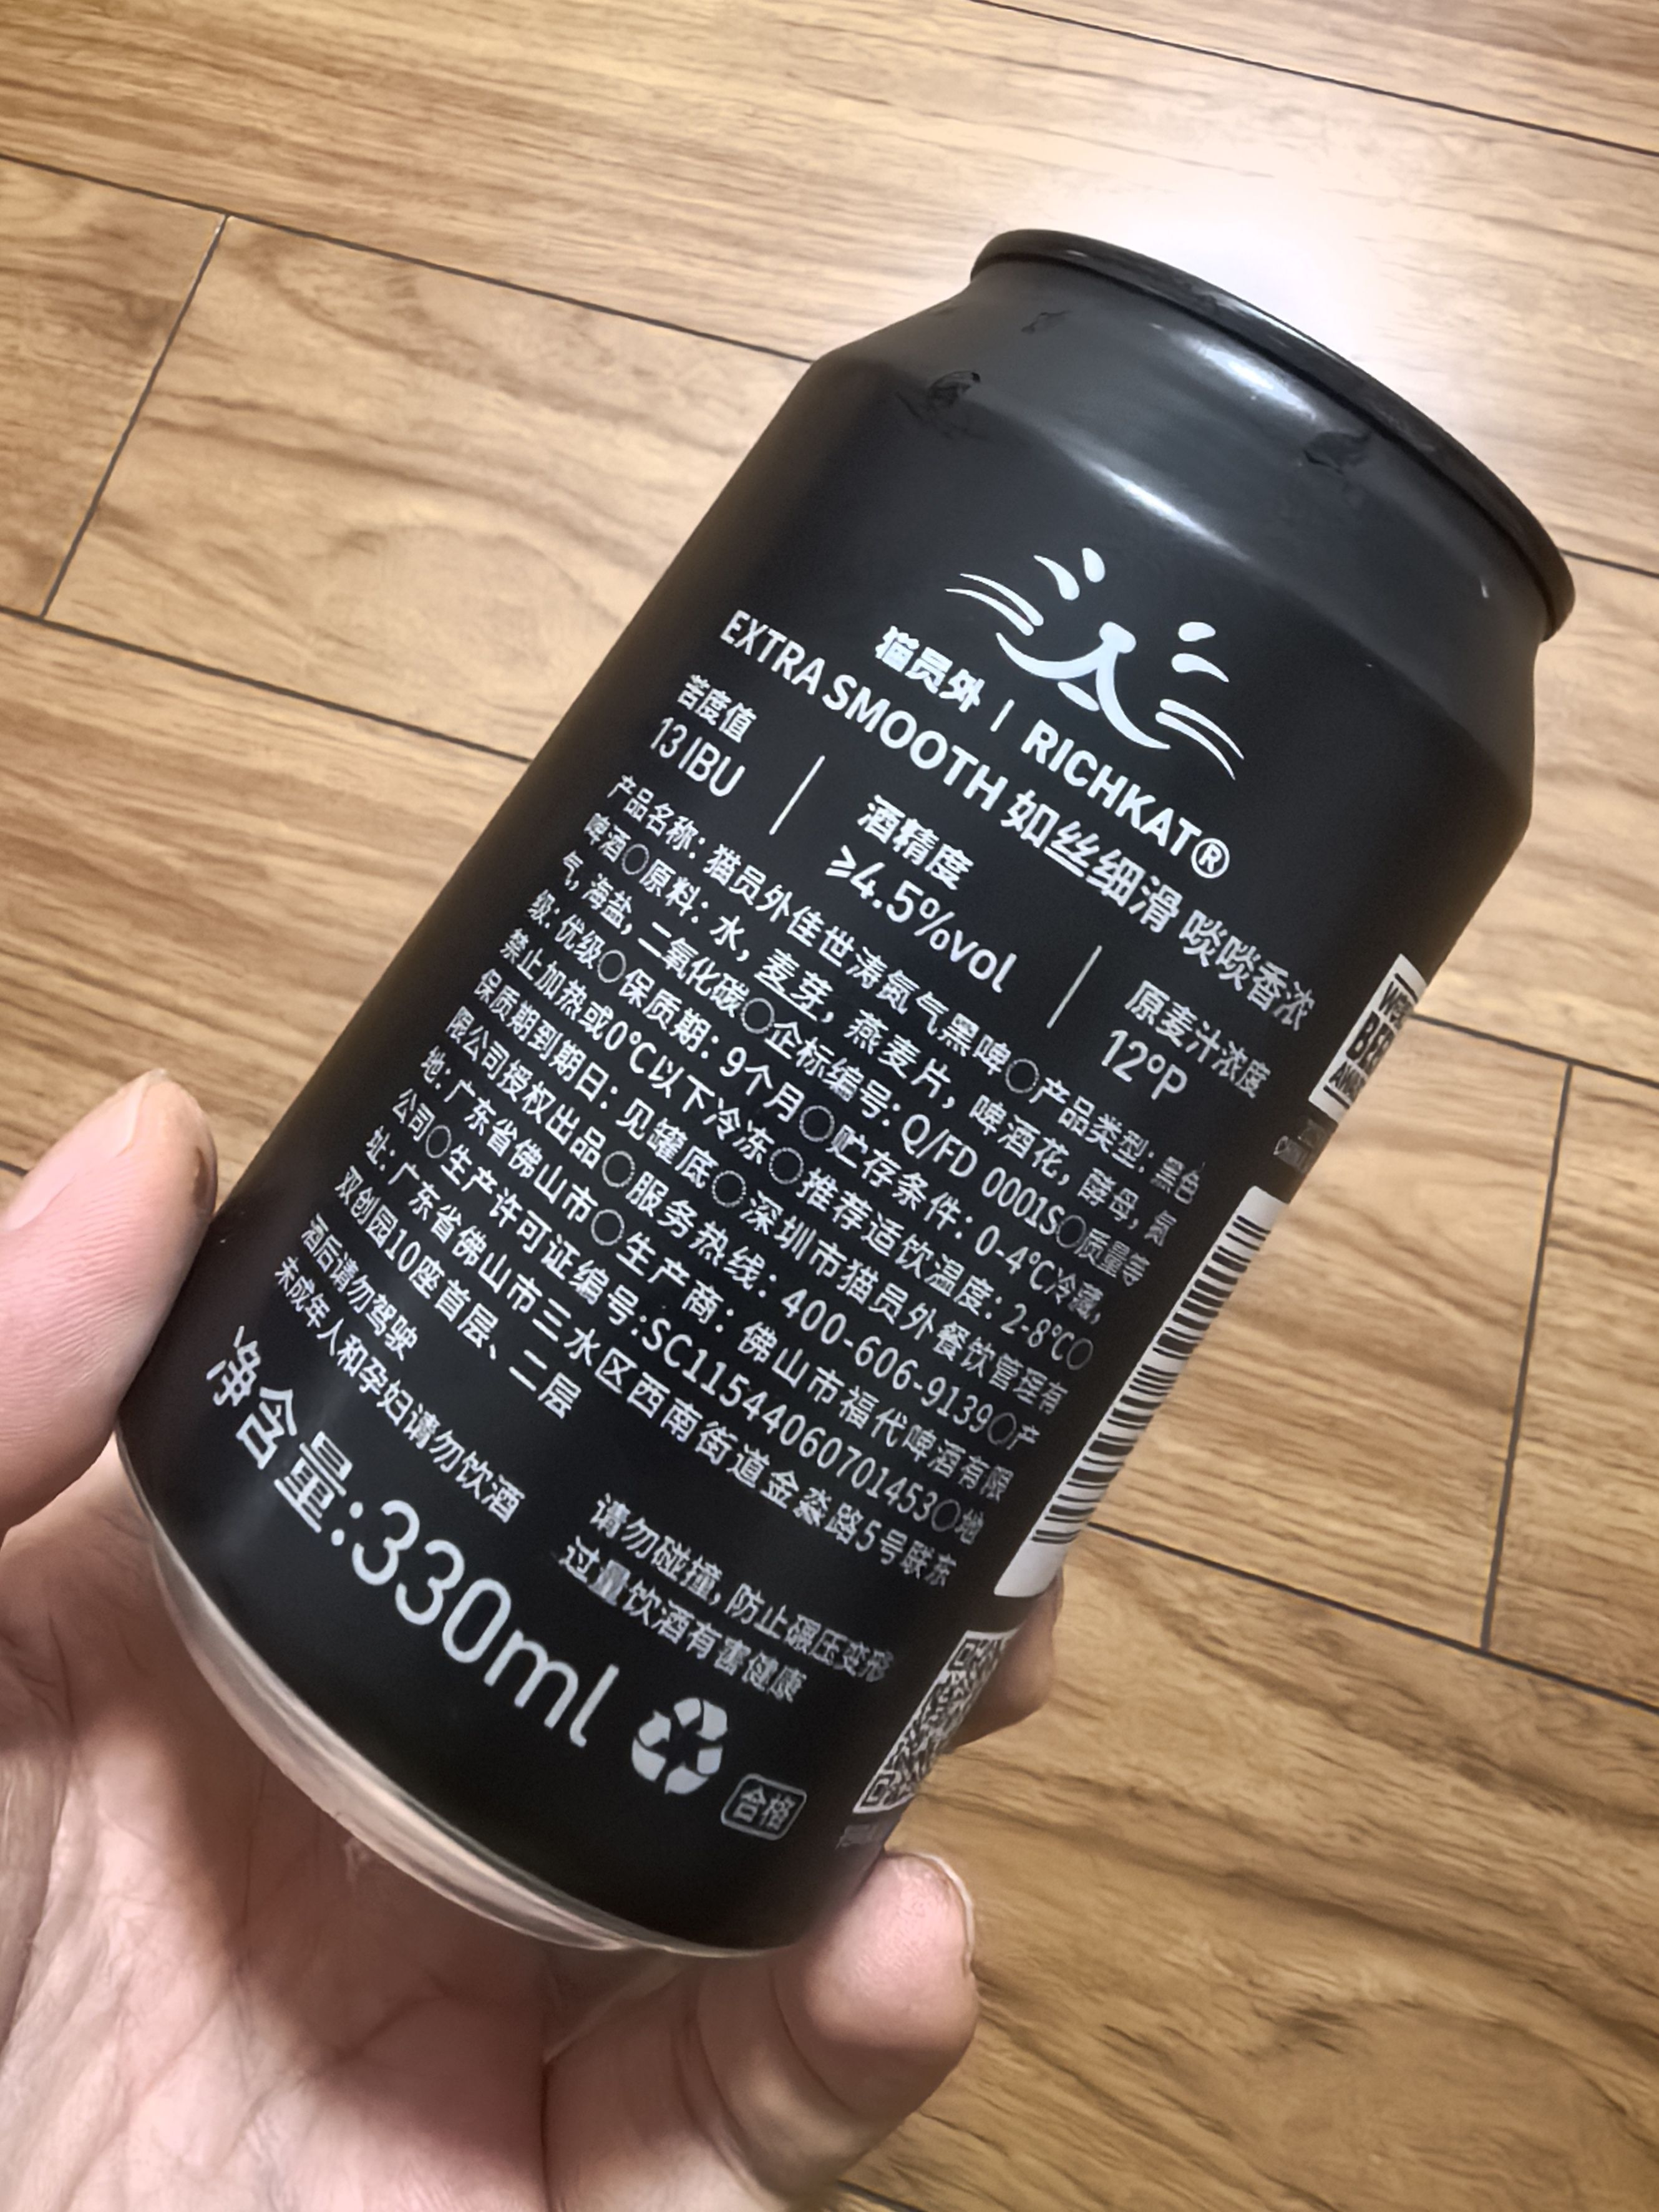 猫员外 | RICHKAT®
EXTRA SMOOTH 如丝细滑 啖啖香浓
苦度值
13 IBU
酒精度
≥4.5%vol
原麦汁浓度
12°P
产品名称: 猫员外佳世涛氮气黑啤○产品类型: 黑色
啤酒○原料: 水, 麦芽, 燕麦片, 啤酒花, 酵母, 氮
气, 海盐, 二氧化碳○企标编号: Q/FD 0001S○质量等
级: 优级○保质期: 9个月○贮存条件: 0-4℃冷藏,
禁止加热或0℃以下冷冻○推荐适饮温度: 2-8℃○
保质期到期日: 见罐底○深圳市猫员外餐饮管理有
限公司授权出品○服务热线: 400-606-9139○产
地: 广东省佛山市○生产商: 佛山市福代啤酒有限
公司○生产许可证编号:SC11544060701453○地
址: 广东省佛山市三水区西南街道金淼路5号联东
双创园10座首层、二层
酒后请勿驾驶
未成年人和孕妇请勿饮酒
请勿碰撞, 防止碾压变形
过量饮酒有害健康
净含量:330ml
合格